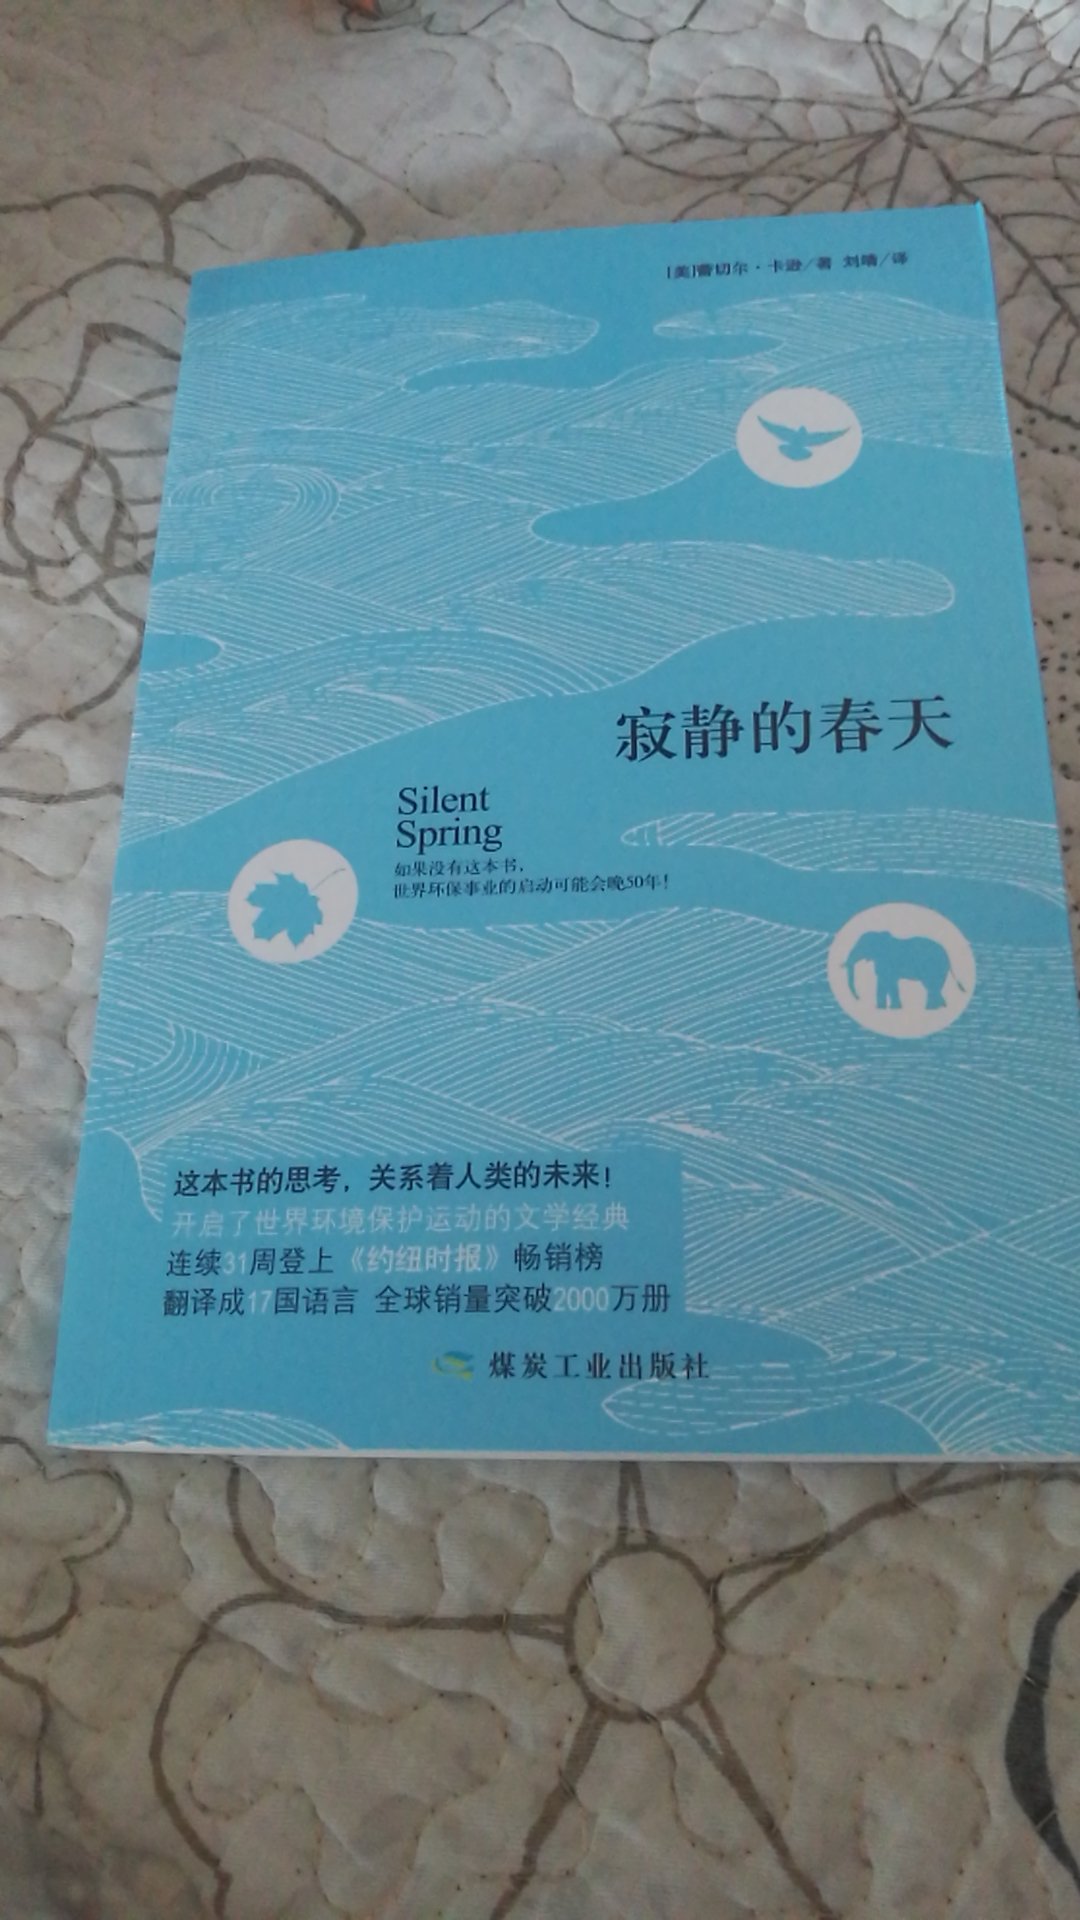 [美]蕾切尔·卡逊/著 刘晴/译
寂静的春天
Silent
Spring
如果没有这本书，
世界环保事业的启动可能会晚50年！
这本书的思考，关系着人类的未来！
开启了世界环境保护运动的文学经典
连续31周登上《约纽时报》畅销榜
翻译成17国语言 全球销量突破2000万册
煤炭工业出版社